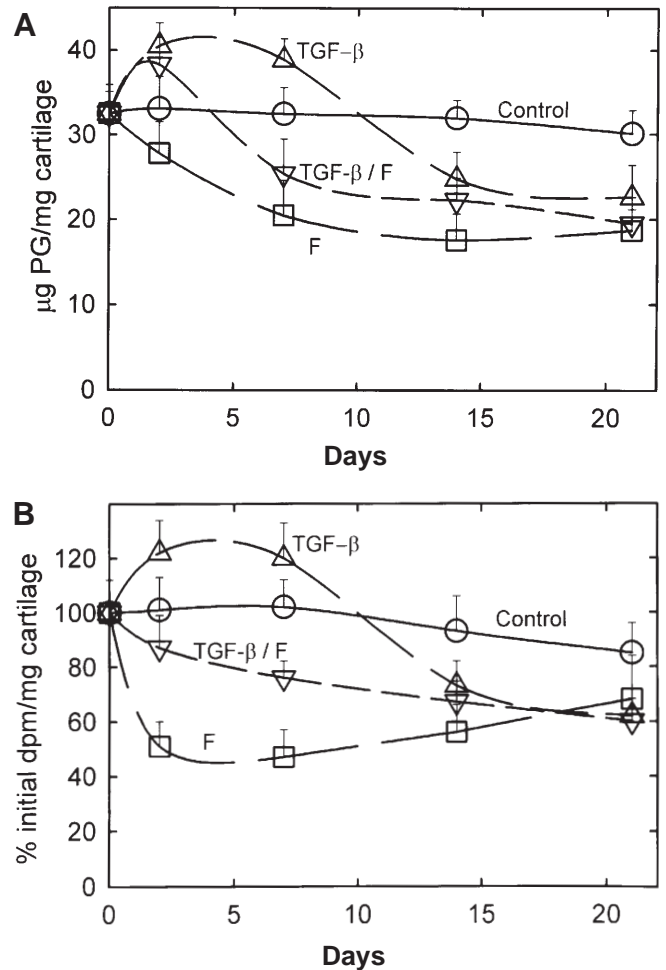 A
µg PG/mg cartilage
40
30
20
10
0
TGF–β
Control
TGF-β / F
F
0 5 10 15 20
Days
B
% initial dpm/mg cartilage
120
100
80
60
40
20
0
TGF–β
Control
TGF-β / F
F
0 5 10 15 20
Days